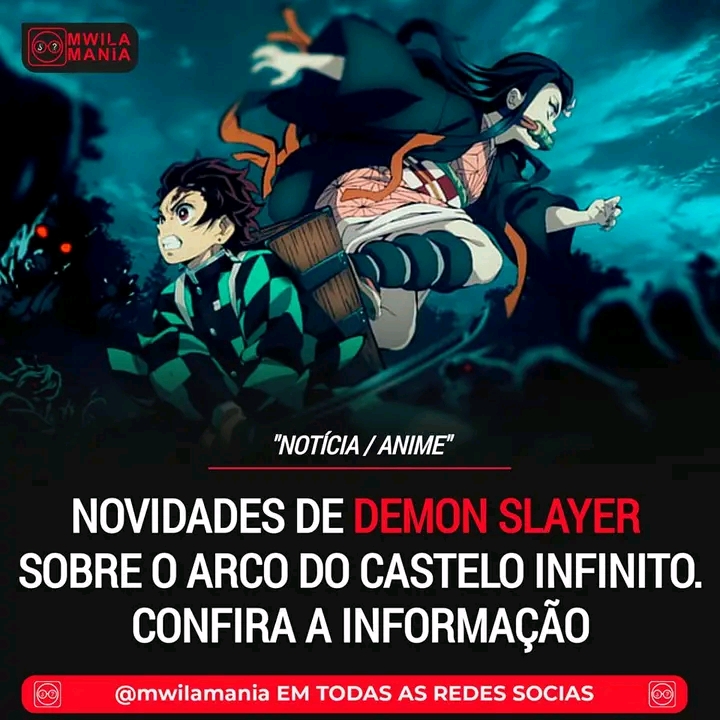 MWILA
MANIA
"NOTÍCIA / ANIME"
NOVIDADES DE DEMON SLAYER
SOBRE O ARCO DO CASTELO INFINITO.
CONFIRA A INFORMAÇÃO
@mwilamania EM TODAS AS REDES SOCIAS